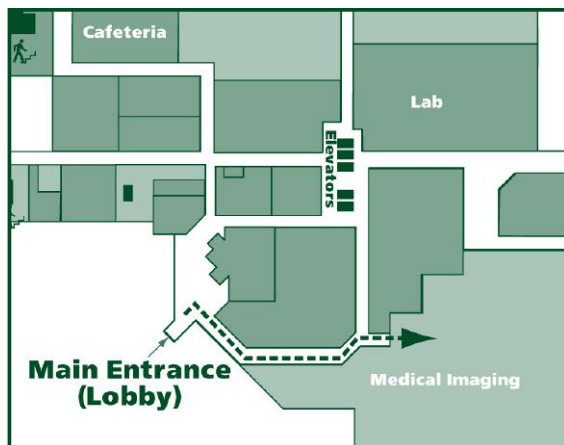 Cafeteria
Lab
Elevators
Main Entrance
(Lobby)
Medical Imaging